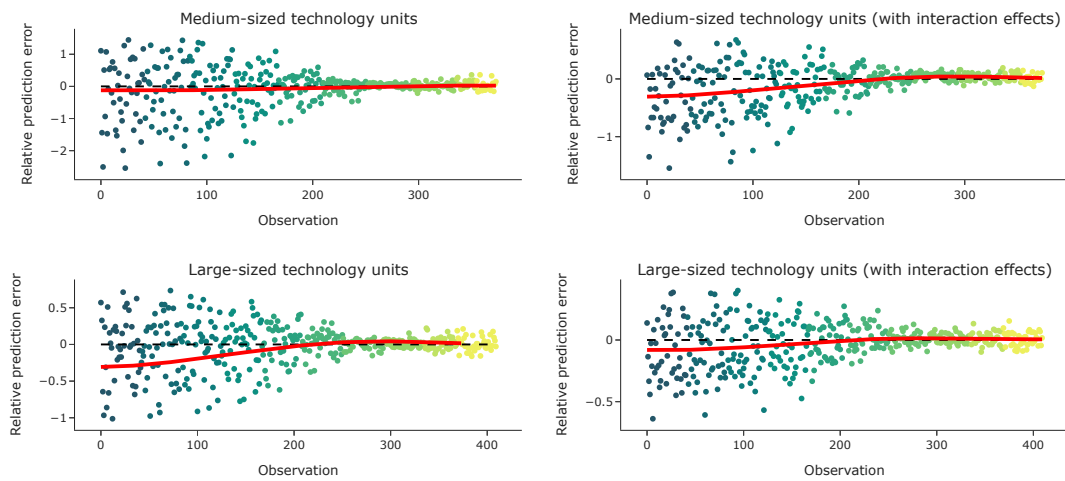 Medium-sized technology units
Relative prediction error
1
0
−1
−2
0
100
200
300
Observation
Medium-sized technology units (with interaction effects)
Relative prediction error
0
−1
0
100
200
300
Observation
Large-sized technology units
Relative prediction error
0.5
0
−0.5
−1
0
100
200
300
400
Observation
Large-sized technology units (with interaction effects)
Relative prediction error
0
−0.5
0
100
200
300
400
Observation